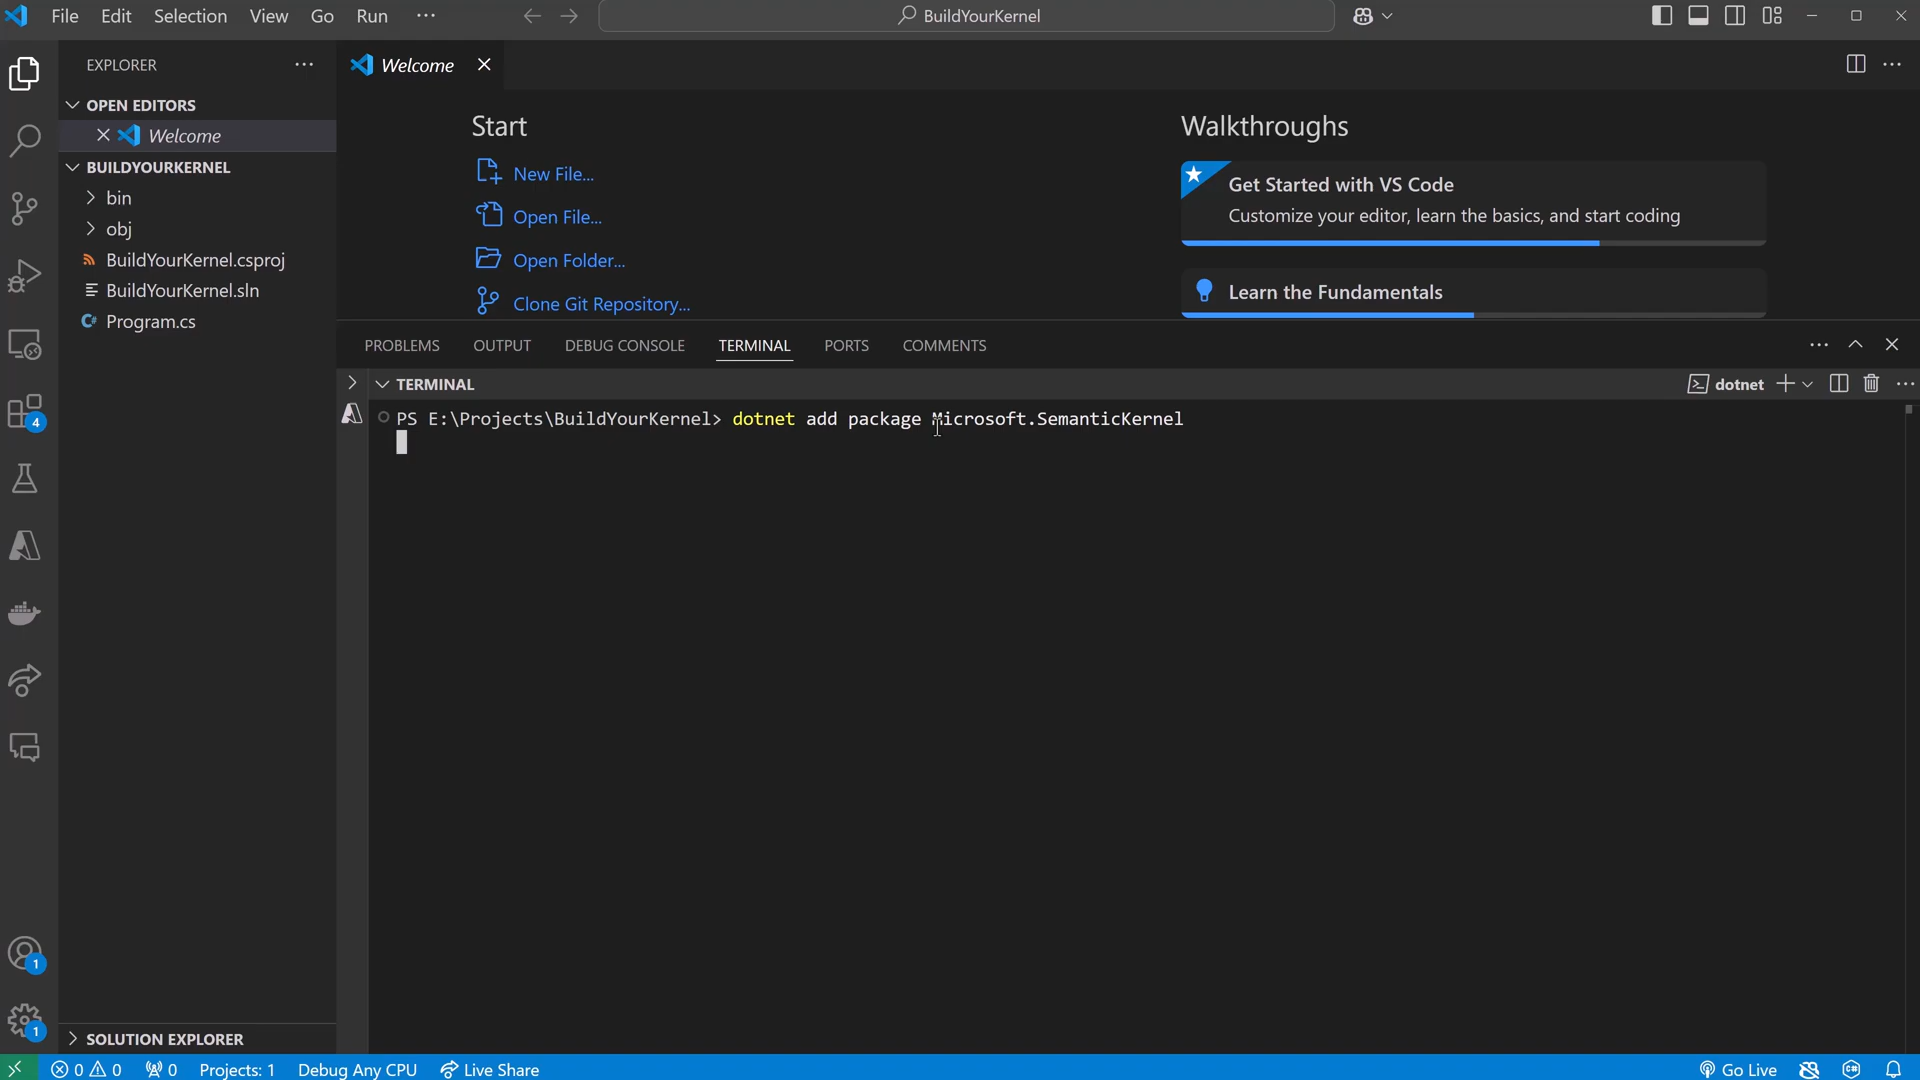 File Edit Selection View Go Run ···
BuildYourKernel
EXPLORER
OPEN EDITORS
Welcome
BUILDYOURKERNEL
bin
obj
BuildYourKernel.csproj
BuildYourKernel.sln
Program.cs
SOLUTION EXPLORER
Welcome
Start
New File...
Open File...
Open Folder...
Clone Git Repository...
Walkthroughs
Get Started with VS Code
Customize your editor, learn the basics, and start coding
Learn the Fundamentals
PROBLEMS OUTPUT DEBUG CONSOLE TERMINAL PORTS COMMENTS
TERMINAL
dotnet
PS E:\Projects\BuildYourKernel> dotnet add package Microsoft.SemanticKernel
4
1
1
0 0 0 Projects: 1 Debug Any CPU Live Share
Go Live